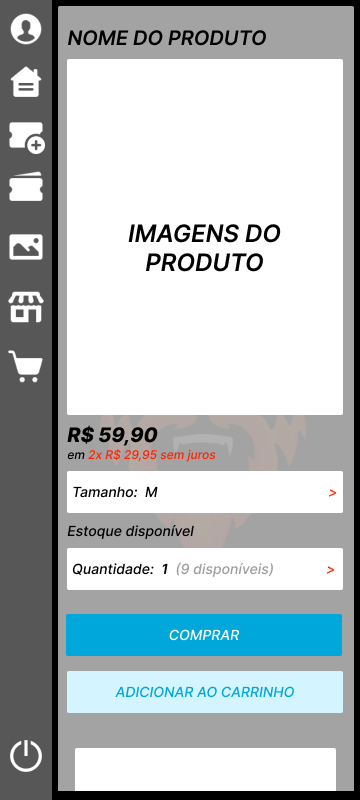 NOME DO PRODUTO
IMAGENS DO
PRODUTO
R$ 59,90
em 2x R$ 29,95 sem juros
Tamanho: M >
Estoque disponível
Quantidade: 1 (9 disponíveis) >
COMPRAR
ADICIONAR AO CARRINHO